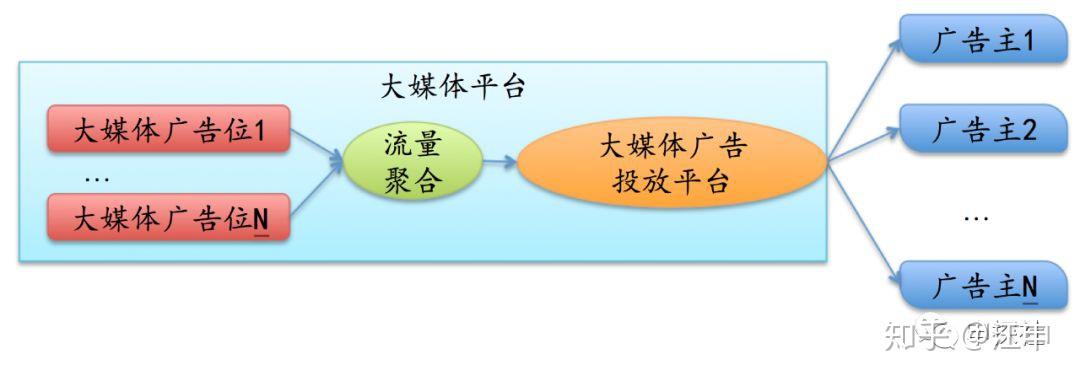 大媒体平台
大媒体广告位1
...
大媒体广告位N
流量
聚合
大媒体广告
投放平台
广告主1
广告主2
...
广告主N
知乎